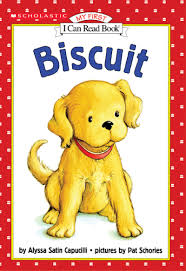 SCHOLASTIC
MY FIRST
I Can Read Book
Biscuit
by Alyssa Satin Capucilli • pictures by Pat Schories